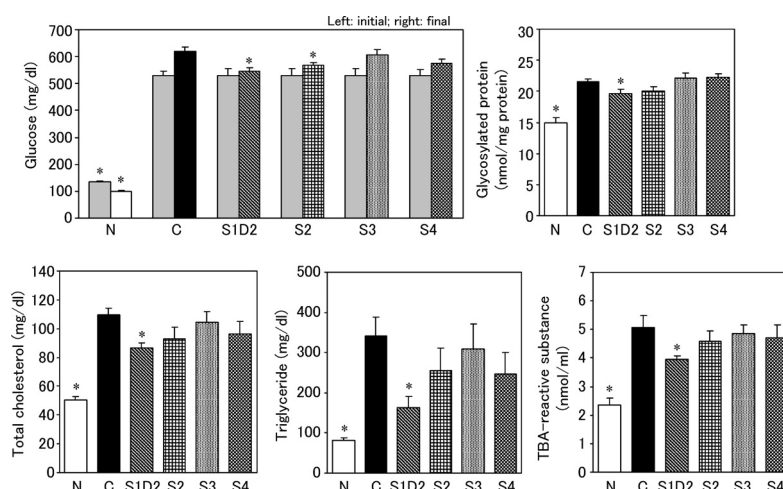 Left: initial; right: final
Glucose (mg/dl)
700
600
500
400
300
200
100
0
* * * *
N C S1D2 S2 S3 S4
Glycosylated protein
(nmol/mg protein)
30
25
20
15
10
5
0
* *
N C S1D2 S2 S3 S4
Total cholesterol (mg/dl)
140
120
100
80
60
40
20
0
* *
N C S1D2 S2 S3 S4
Triglyceride (mg/dl)
500
400
300
200
100
0
* *
N C S1D2 S2 S3 S4
TBA-reactive substance
(nmol/ml)
7
6
5
4
3
2
1
0
* *
N C S1D2 S2 S3 S4